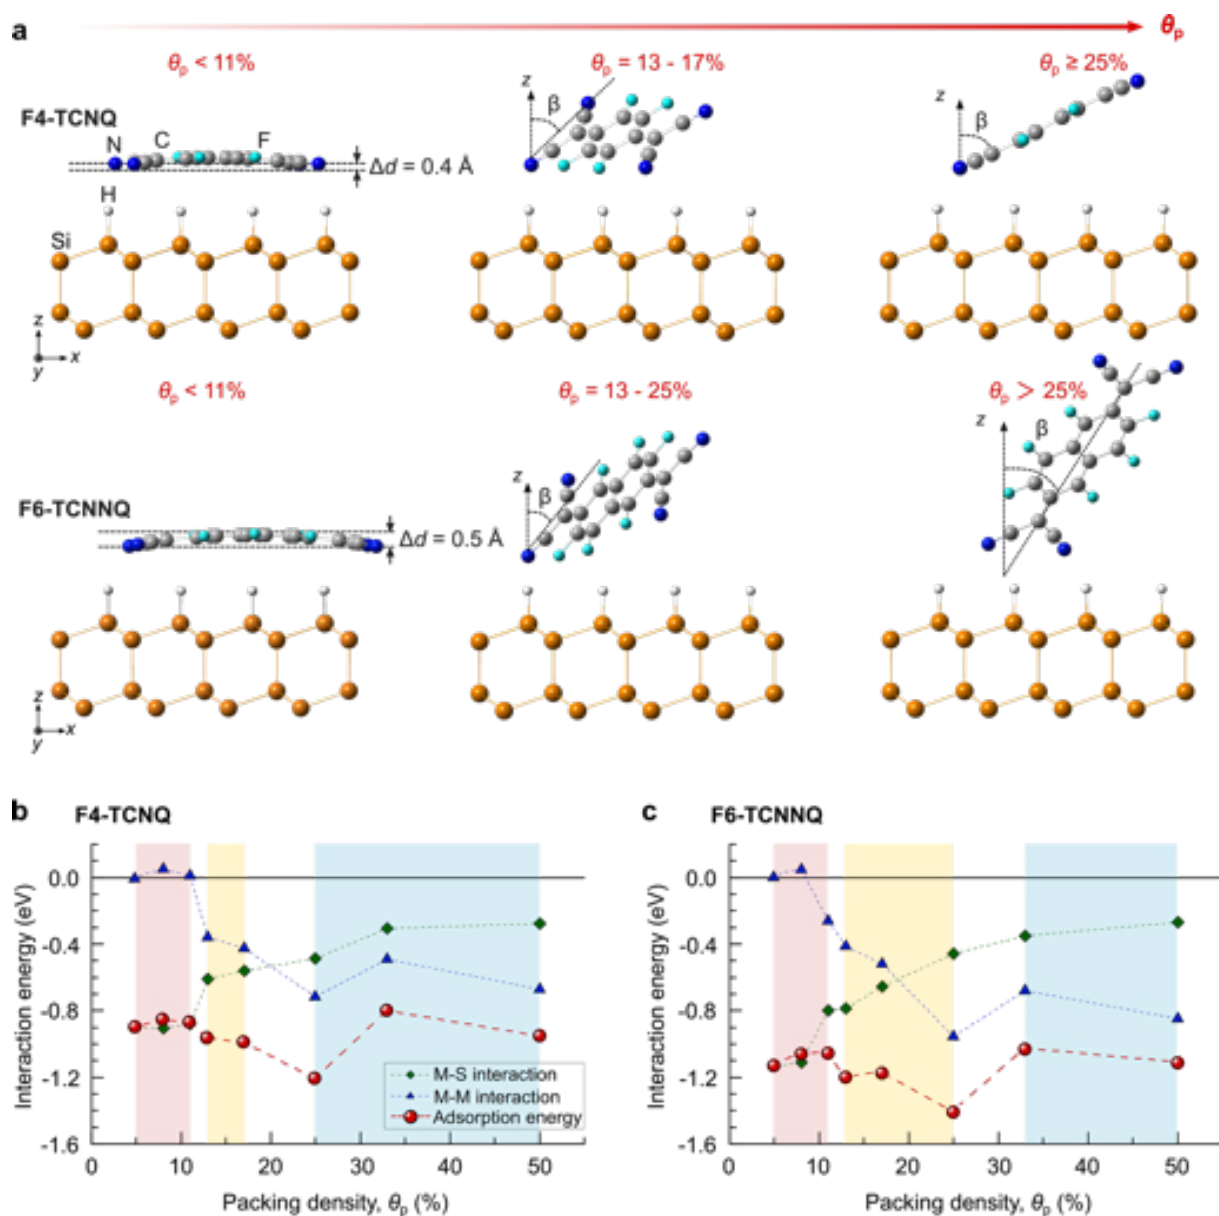 a
θp
θp < 11%
θp = 13 - 17%
θp ≥ 25%
F4-TCNQ
N
C
F
Δd = 0.4 Å
H
Si
z
x
y
z
β
z
β
θp < 11%
θp = 13 - 25%
θp > 25%
F6-TCNNQ
Δd = 0.5 Å
z
x
y
z
β
z
β
b
F4-TCNQ
Interaction energy (eV)
0.0
-0.4
-0.8
-1.2
-1.6
M-S interaction
M-M interaction
Adsorption energy
0 10 20 30 40 50
Packing density, θp (%)
c
F6-TCNNQ
Interaction energy (eV)
0.0
-0.4
-0.8
-1.2
-1.6
0 10 20 30 40 50
Packing density, θp (%)